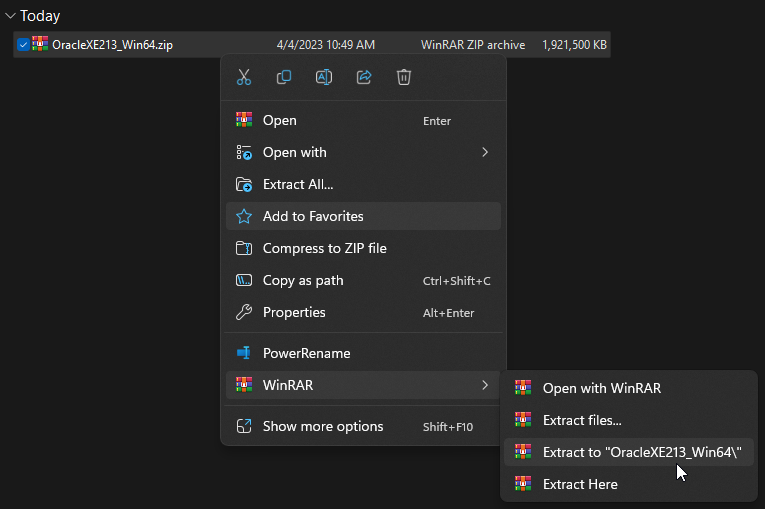 Today
OracleXE213_Win64.zip 4/4/2023 10:49 AM WinRAR ZIP archive 1,921,500 KB
Open Enter
Open with
Extract All...
Add to Favorites
Compress to ZIP file
Copy as path Ctrl+Shift+C
Properties Alt+Enter
PowerRename
WinRAR
Show more options Shift+F10
Open with WinRAR
Extract files...
Extract to "OracleXE213_Win64\"
Extract Here